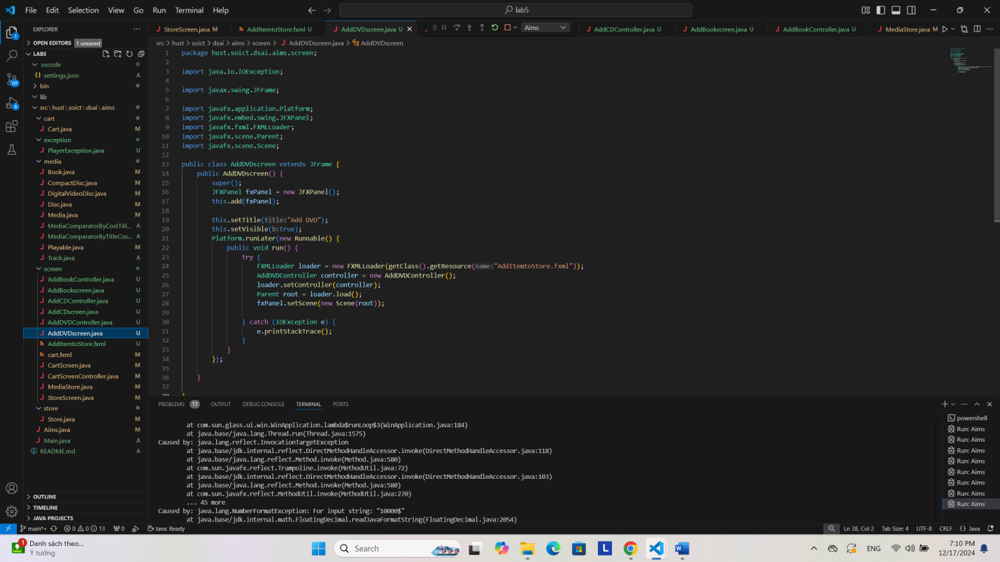 File Edit Selection View Go Run Terminal Help
lab5
EXPLORER
OPEN EDITORS 1 unsaved
LAB5
.vscode
settings.json A
bin
lib
src\hust\soict\dsai\aims
cart
Cart.java M
exception
PlayerException.java U
media
Book.java M
CompactDisc.java M
DigitalVideoDisc.java M
Disc.java M
Media.java M
MediaComparatorByCostTitl... A
MediaComparatorByTitleCos... A
Playable.java M
Track.java A
screen
AddBookController.java U
AddBookscreen.java U
AddCDController.java U
AddCDscreen.java U
AddDVDController.java U
AddDVDscreen.java U
AddItemtoStore.fxml U
cart.fxml M
CartScreen.java M
CartScreenController.java M
MediaStore.java M
StoreScreen.java M
store
Store.java M
Aims.java M
Main.java A
README.md A
OUTLINE
TIMELINE
JAVA PROJECTS
1
121
8
StoreScreen.java M
AddItemtoStore.fxml U
AddDVDscreen.java U
Aims
AddCDController.java U
AddBookscreen.java U
AddBookController.java U
MediaStore.java M
src > hust > soict > dsai > aims > screen > AddDVDscreen.java > AddDVDscreen
1 package hust.soict.dsai.aims.screen;
2
3 import java.io.IOException;
4
5 import javax.swing.JFrame;
6
7 import javafx.application.Platform;
8 import javafx.embed.swing.JFXPanel;
9 import javafx.fxml.FXMLLoader;
10 import javafx.scene.Parent;
11 import javafx.scene.Scene;
12
13 public class AddDVDscreen extends JFrame {
14 public AddDVDscreen() {
15 super();
16 JFXPanel fxPanel = new JFXPanel();
17 this.add(fxPanel);
18
19 this.setTitle(title:"Add DVD");
20 this.setVisible(b:true);
21 Platform.runLater(new Runnable() {
22 public void run() {
23 try {
24 FXMLLoader loader = new FXMLLoader(getClass().getResource(name:"AddItemtoStore.fxml"));
25 AddDVDController controller = new AddDVDController();
26 loader.setController(controller);
27 Parent root = loader.load();
28 fxPanel.setScene(new Scene(root));
29
30 } catch (IOException e) {
31 e.printStackTrace();
32 }
33 }
34 });
35
36 }
37
38 }
PROBLEMS 13 OUTPUT DEBUG CONSOLE TERMINAL PORTS
at com.sun.glass.ui.win.WinApplication.lambda$runLoop$3(WinApplication.java:184)
at java.base/java.lang.Thread.run(Thread.java:1575)
Caused by: java.lang.reflect.InvocationTargetException
at java.base/jdk.internal.reflect.DirectMethodHandleAccessor.invoke(DirectMethodHandleAccessor.java:118)
at java.base/java.lang.reflect.Method.invoke(Method.java:580)
at com.sun.javafx.reflect.Trampoline.invoke(MethodUtil.java:72)
at java.base/jdk.internal.reflect.DirectMethodHandleAccessor.invoke(DirectMethodHandleAccessor.java:103)
at java.base/java.lang.reflect.Method.invoke(Method.java:580)
at com.sun.javafx.reflect.MethodUtil.invoke(MethodUtil.java:270)
... 45 more
Caused by: java.lang.NumberFormatException: For input string: "10000$"
at java.base/jdk.internal.math.FloatingDecimal.readJavaFormatString(FloatingDecimal.java:2054)
powershell
Run: Aims
Run: Aims
Run: Aims
Run: Aims
Run: Aims
Run: Aims
Run: Aims
Run: Aims
main*+ 0 0 13 0 Java: Ready
Ln 38, Col 2 Tab Size: 4 UTF-8 CRLF {} Java
1
Danh sách theo...
Ý tưởng
Search
ENG
7:10 PM
12/17/2024